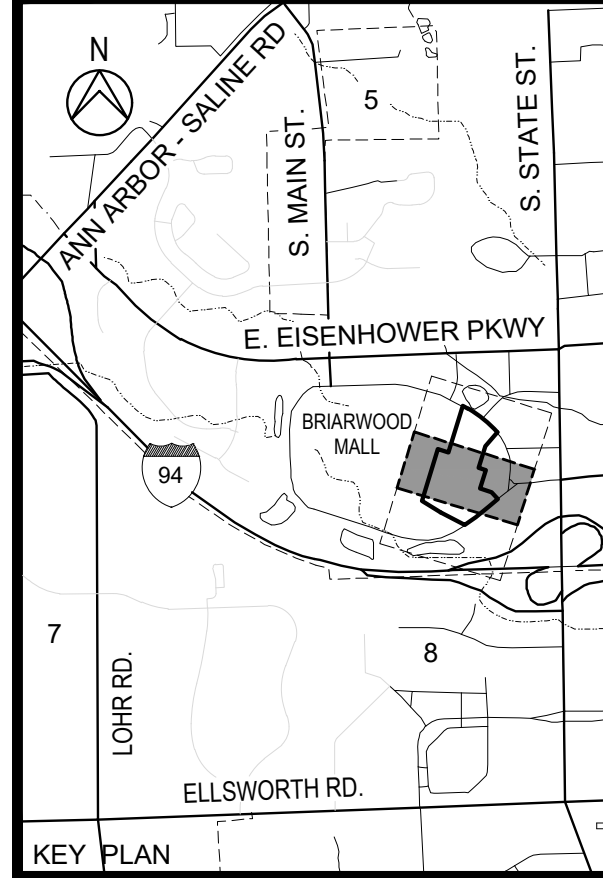 N
ANN ARBOR - SALINE RD
5
S. MAIN ST.
S. STATE ST.
E. EISENHOWER PKWY
BRIARWOOD
MALL
94
7
LOHR RD.
8
ELLSWORTH RD.
KEY PLAN